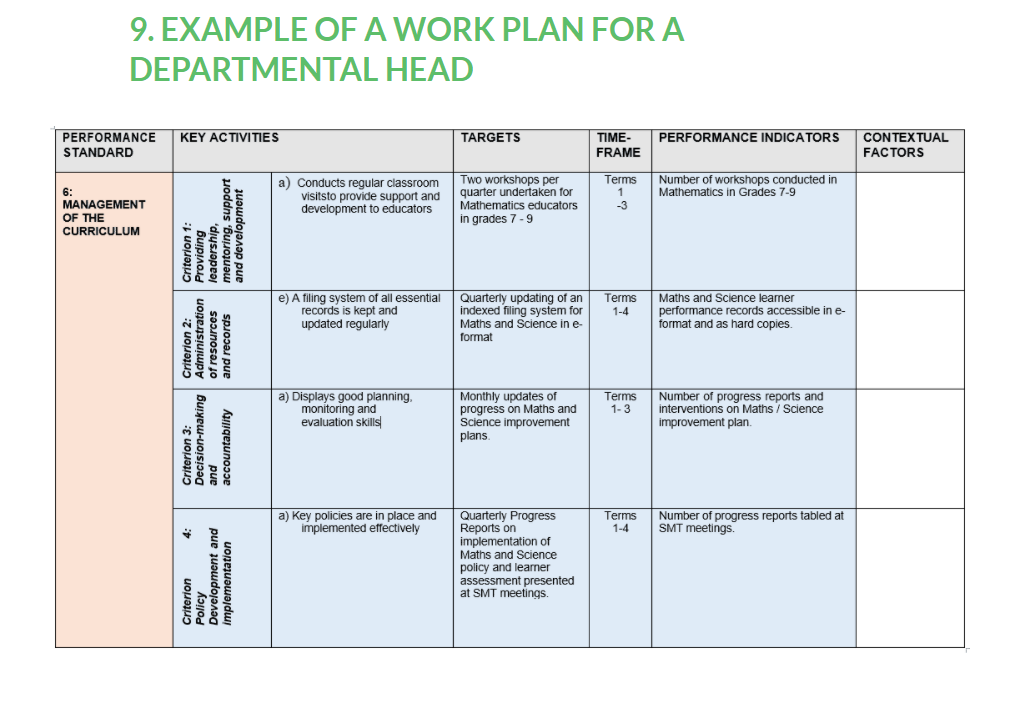 9. EXAMPLE OF A WORK PLAN FOR A
DEPARTMENTAL HEAD
PERFORMANCE
STANDARD
KEY ACTIVITIES
TARGETS
TIME-
FRAME
PERFORMANCE INDICATORS
CONTEXTUAL
FACTORS
6:
MANAGEMENT
OF THE
CURRICULUM
Criterion 1:
Providing
leadership,
mentoring, support
and development
a) Conducts regular classroom
visitsto provide support and
development to educators
Two workshops per
quarter undertaken for
Mathematics educators
in grades 7 - 9
Terms
1
-3
Number of workshops conducted in
Mathematics in Grades 7-9
Criterion 2:
Administration
of resources
and records
e) A filing system of all essential
records is kept and
updated regularly
Quarterly updating of an
indexed filing system for
Maths and Science in e-
format
Terms
1-4
Maths and Science learner
performance records accessible in e-
format and as hard copies.
Criterion 3:
Decision-making
and
accountability
a) Displays good planning,
monitoring and
evaluation skills
Monthly updates of
progress on Maths and
Science improvement
plans.
Terms
1- 3
Number of progress reports and
interventions on Maths / Science
improvement plan.
Criterion 4:
Policy
Development and
implementation
a) Key policies are in place and
implemented effectively
Quarterly Progress
Reports on
implementation of
Maths and Science
policy and learner
assessment presented
at SMT meetings.
Terms
1-4
Number of progress reports tabled at
SMT meetings.